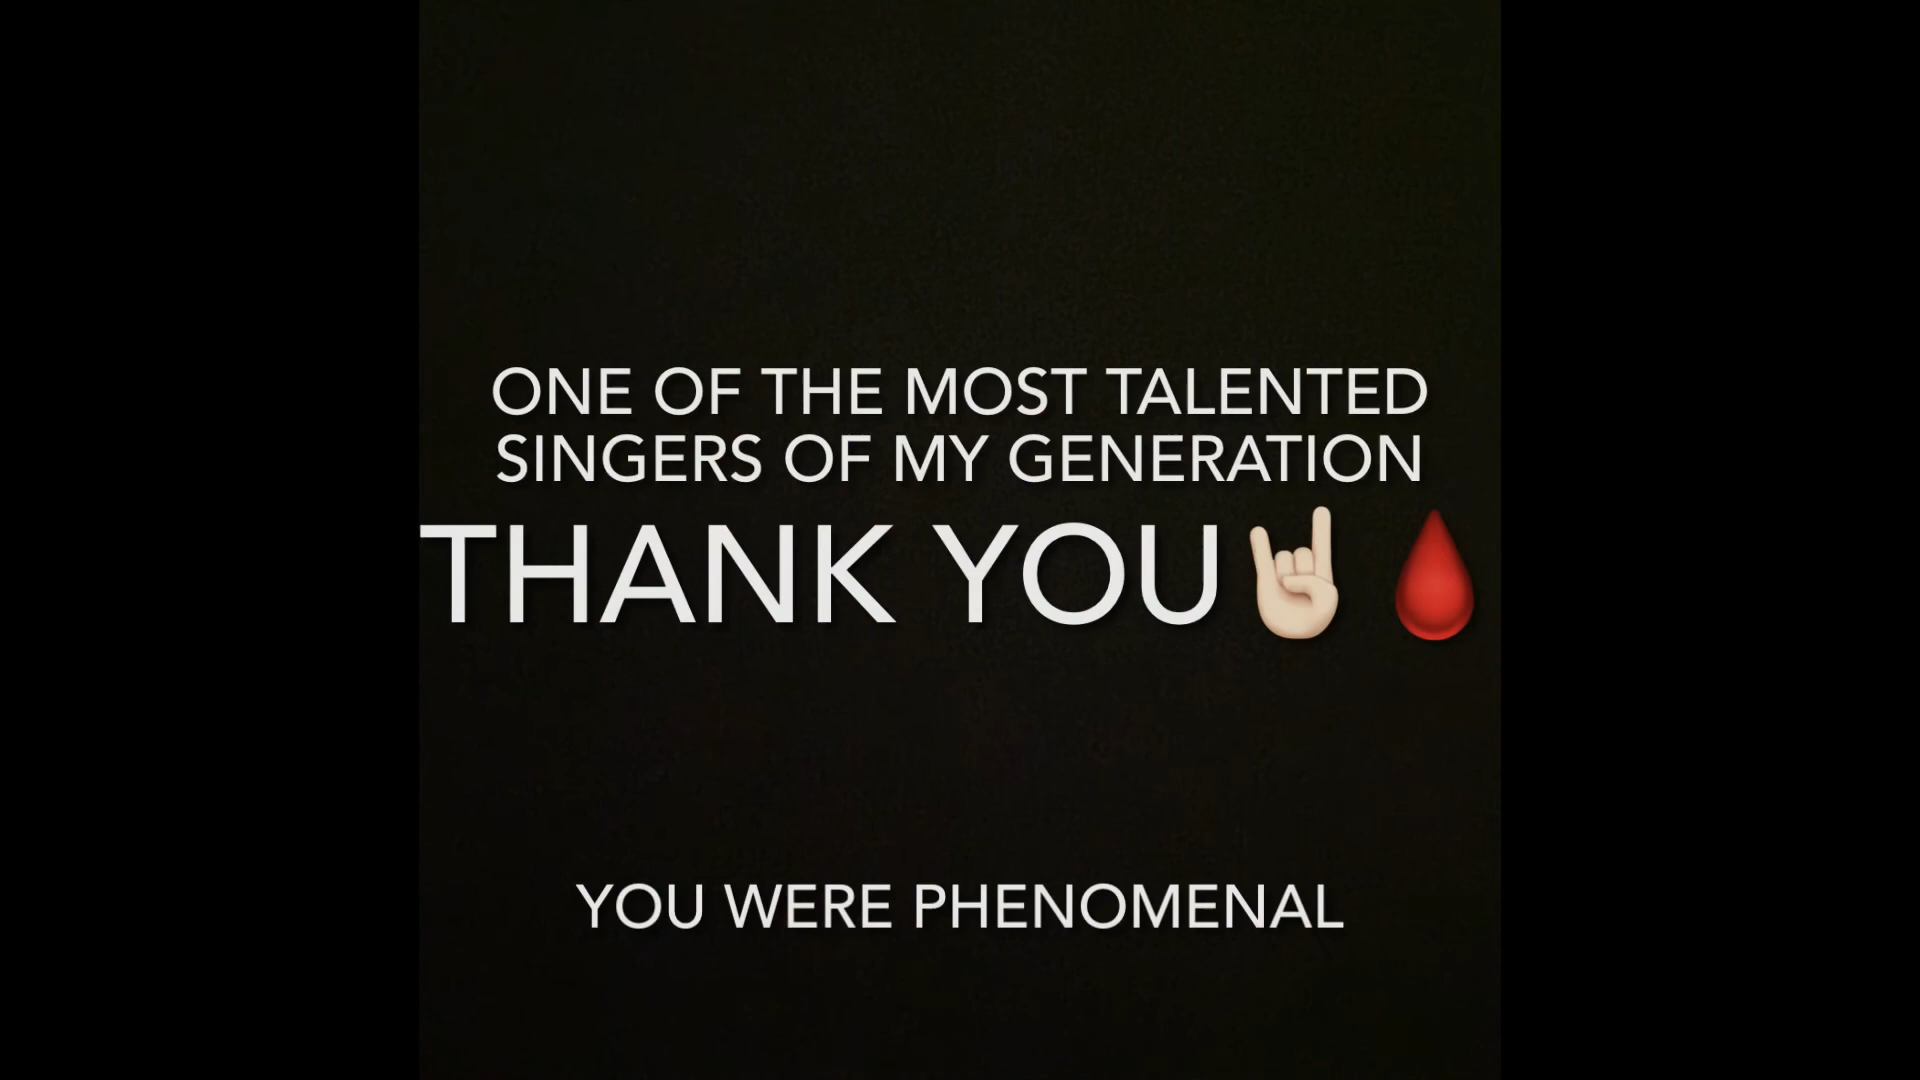 ONE OF THE MOST TALENTED
SINGERS OF MY GENERATION
THANK YOU🤘🏻🩸
YOU WERE PHENOMENAL